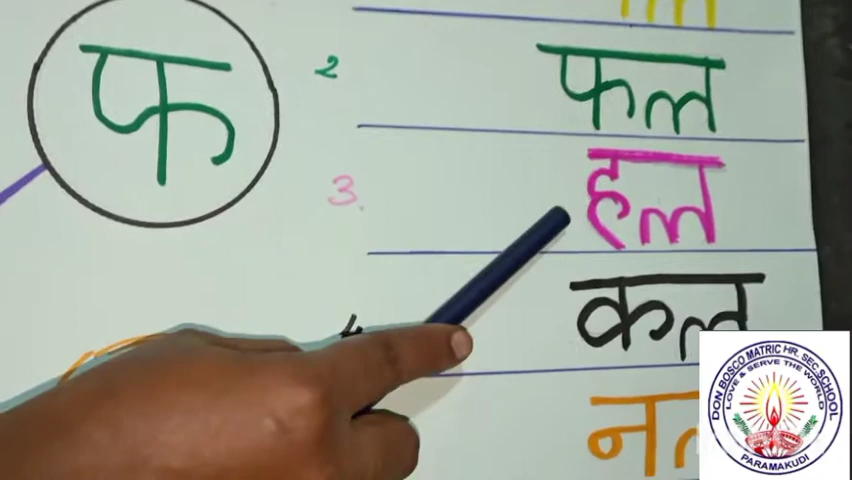 फ
2 फल
3 हल
कल
DON BOSCO MATRIC HR. SEC. SCHOOL
LOVE & SERVE THE WORLD
PARAMAKUDI